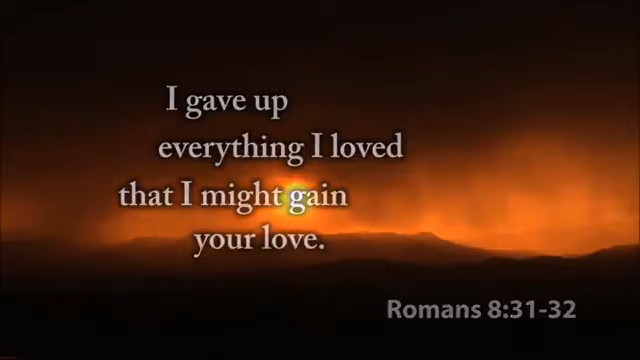 I gave up
everything I loved
that I might gain
your love.
Romans 8:31-32